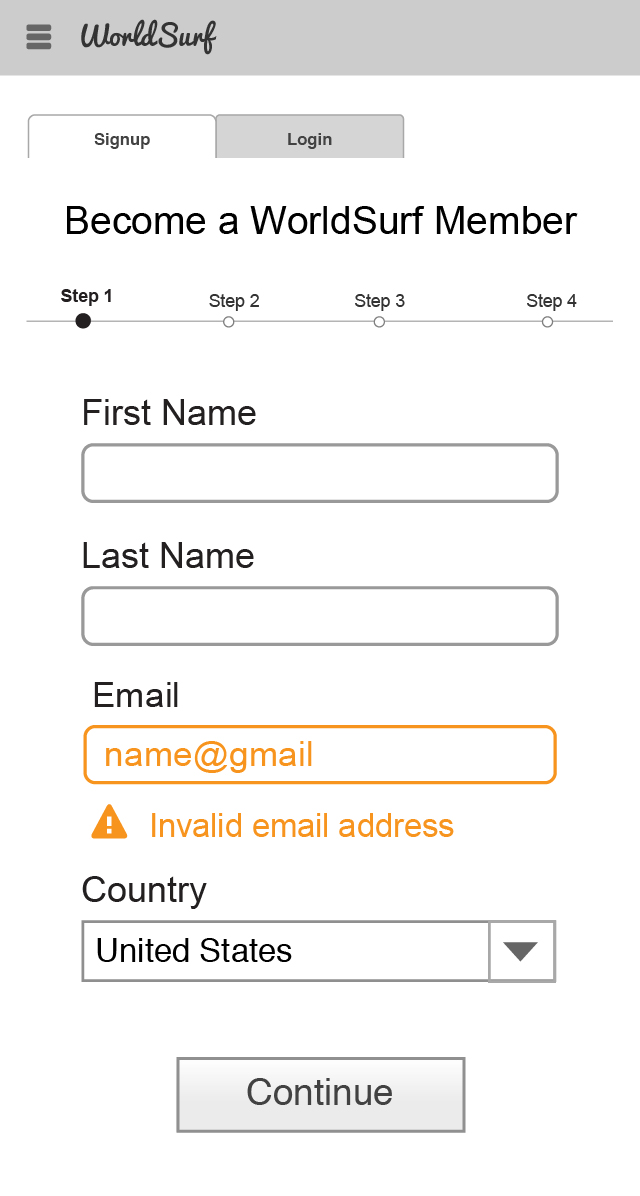 WorldSurf
Signup Login
Become a WorldSurf Member
Step 1 Step 2 Step 3 Step 4
First Name
Last Name
Email
name@gmail
Invalid email address
Country
United States
Continue